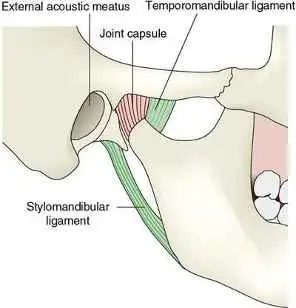 External acoustic meatus
Temporomandibular ligament
Joint capsule
Stylomandibular
ligament